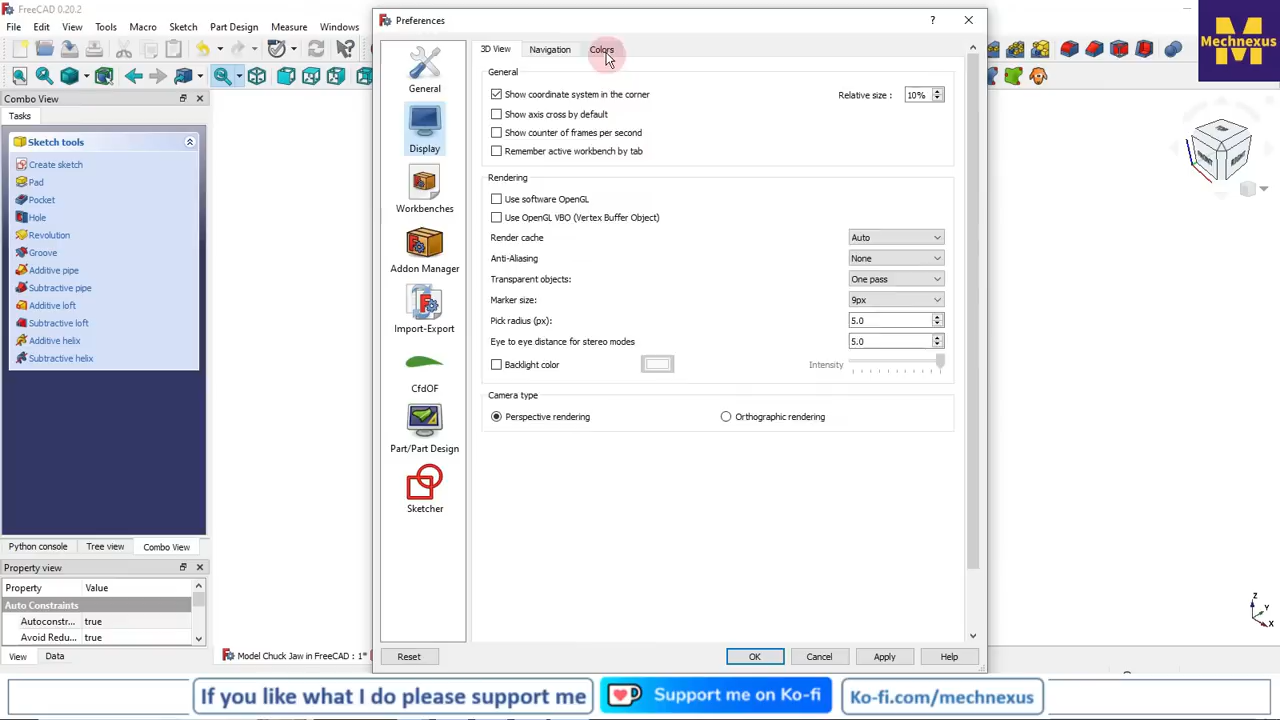 FreeCAD 0.20.2
File Edit View Tools Macro Sketch Part Design Measure Windows
Combo View
Tasks
Sketch tools
Create sketch
Pad
Pocket
Hole
Revolution
Groove
Additive pipe
Subtractive pipe
Additive loft
Subtractive loft
Additive helix
Subtractive helix
Python console Tree view Combo View
Property view
Property Value
Auto Constraints
Autoconstr... true
Avoid Redu... true
View Data
Model Chuck Jaw in FreeCAD : 1*
Preferences
?
General
Display
Workbenches
Addon Manager
Import-Export
CfdOF
Part/Part Design
Sketcher
3D View Navigation Colors
General
Show coordinate system in the corner Relative size : 10%
Show axis cross by default
Show counter of frames per second
Remember active workbench by tab
Rendering
Use software OpenGL
Use OpenGL VBO (Vertex Buffer Object)
Render cache Auto
Anti-Aliasing None
Transparent objects: One pass
Marker size: 9px
Pick radius (px): 5.0
Eye to eye distance for stereo modes 5.0
Backlight color Intensity
Camera type
Perspective rendering Orthographic rendering
Reset OK Cancel Apply Help
Mechnexus
FRONT RIGHT
Z
Y
X
If you like what I do please support me
Support me on Ko-fi
Ko-fi.com/mechnexus